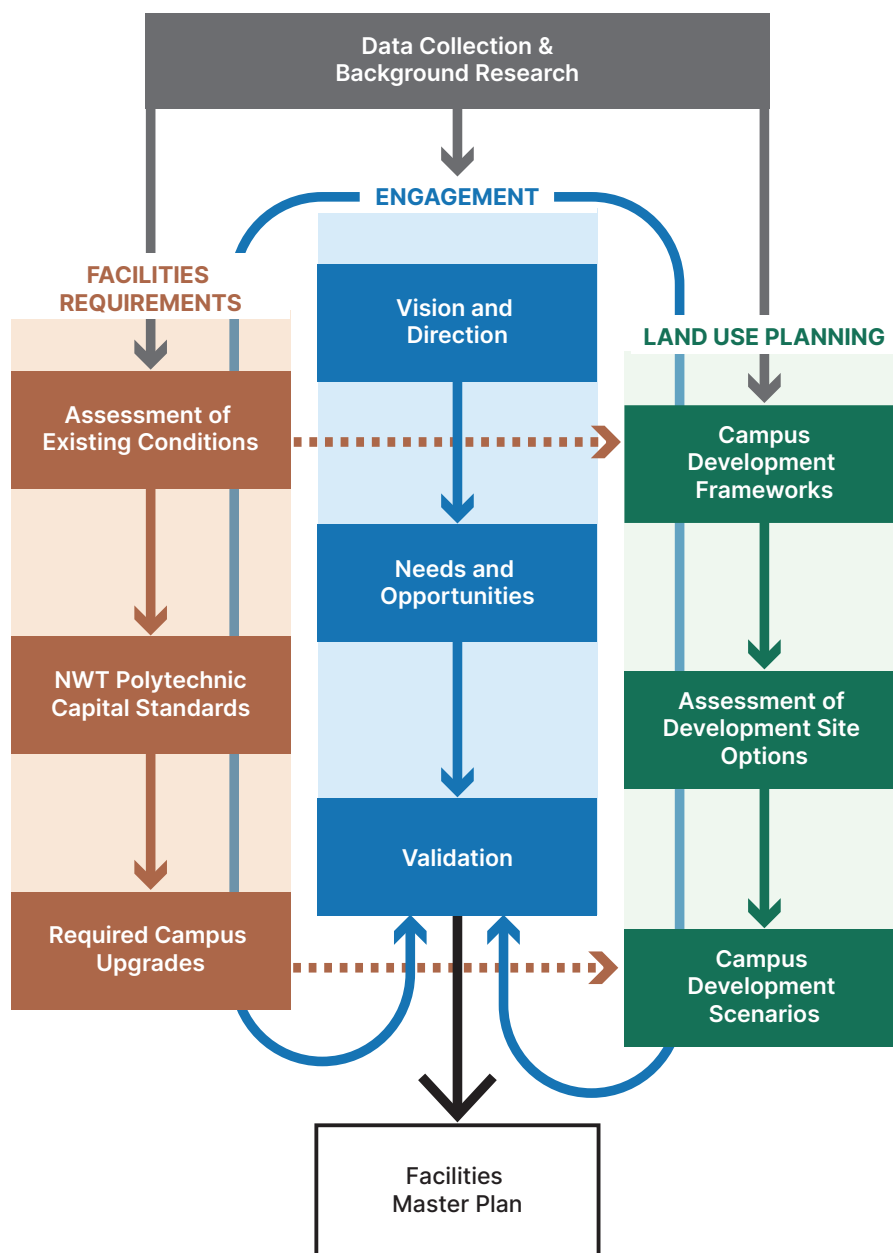 Data Collection &
Background Research
ENGAGEMENT
FACILITIES
REQUIREMENTS
Vision and
Direction
LAND USE PLANNING
Assessment of
Existing Conditions
Campus
Development
Frameworks
Needs and
Opportunities
NWT Polytechnic
Capital Standards
Assessment of
Development Site
Options
Validation
Required Campus
Upgrades
Campus
Development
Scenarios
Facilities
Master Plan